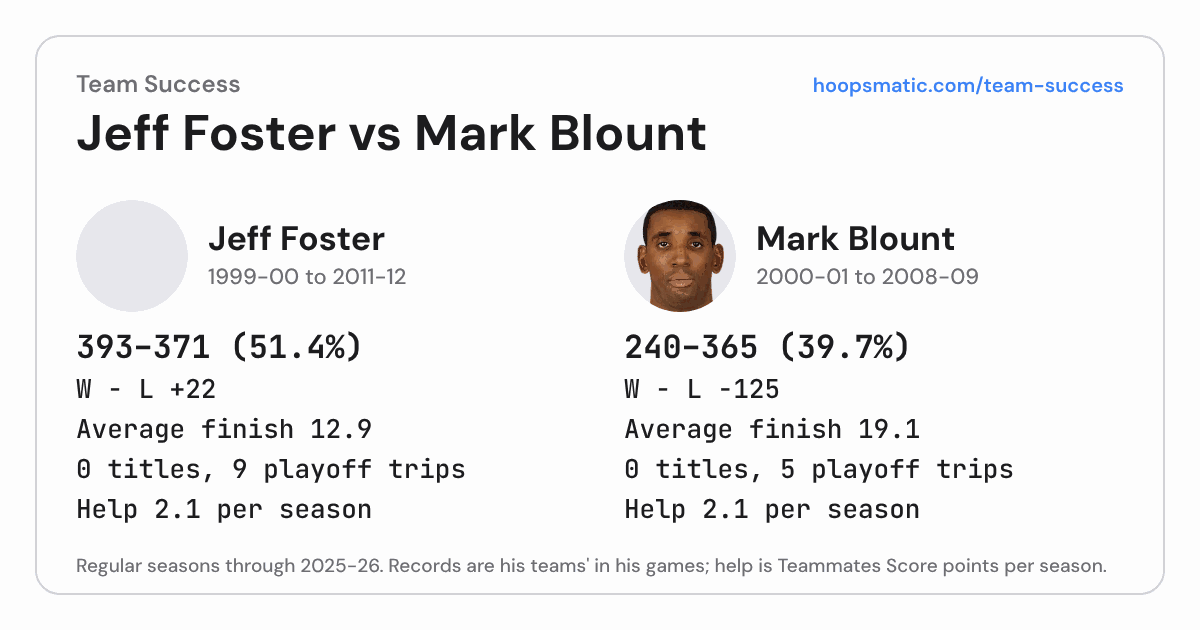 Team Success
hoopsmatic.com/team-success
Jeff Foster vs Mark Blount
Jeff Foster
1999-00 to 2011-12
393-371 (51.4%)
W - L +22
Average finish 12.9
0 titles, 9 playoff trips
Help 2.1 per season
Mark Blount
2000-01 to 2008-09
240-365 (39.7%)
W - L -125
Average finish 19.1
0 titles, 5 playoff trips
Help 2.1 per season
Regular seasons through 2025-26. Records are his teams' in his games; help is Teammates Score points per season.